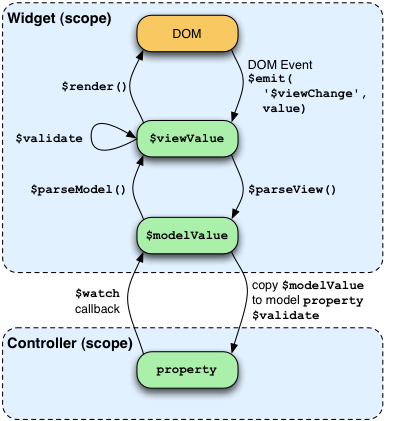 Widget (scope)
DOM
DOM Event
$emit(
'$viewChange',
value)
$render()
$validate
$viewValue
$parseModel()
$parseView()
$modelValue
$watch
callback
copy $modelValue
to model property
$validate
Controller (scope)
property